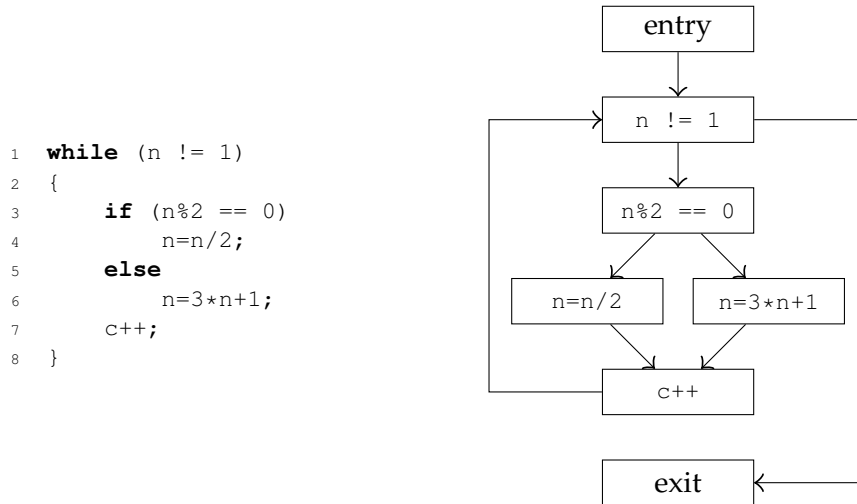 1 while (n != 1)
2 {
3 if (n%2 == 0)
4 n=n/2;
5 else
6 n=3*n+1;
7 c++;
8 }
entry
n != 1
n%2 == 0
n=n/2 n=3*n+1
c++
exit